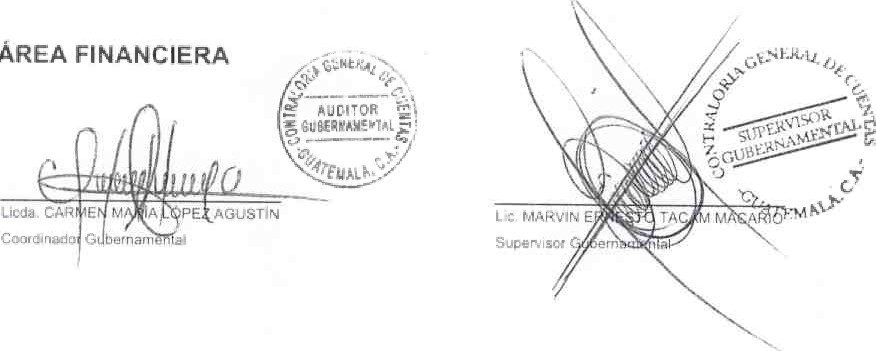 ÁREA FINANCIERA
CONTRALORIA GENERAL DE CUENTAS
AUDITOR
GUBERNAMENTAL
GUATEMALA, C.A.
Licda. CARMEN MARIA LOPEZ AGUSTÍN
Coordinador Gubernamental
CONTRALORIA GENERAL DE CUENTAS
SUPERVISOR
GUBERNAMENTAL
GUATEMALA, C.A.
Lic. MARVIN ERNESTO TACAM MACARIO
Supervisor Gubernamental